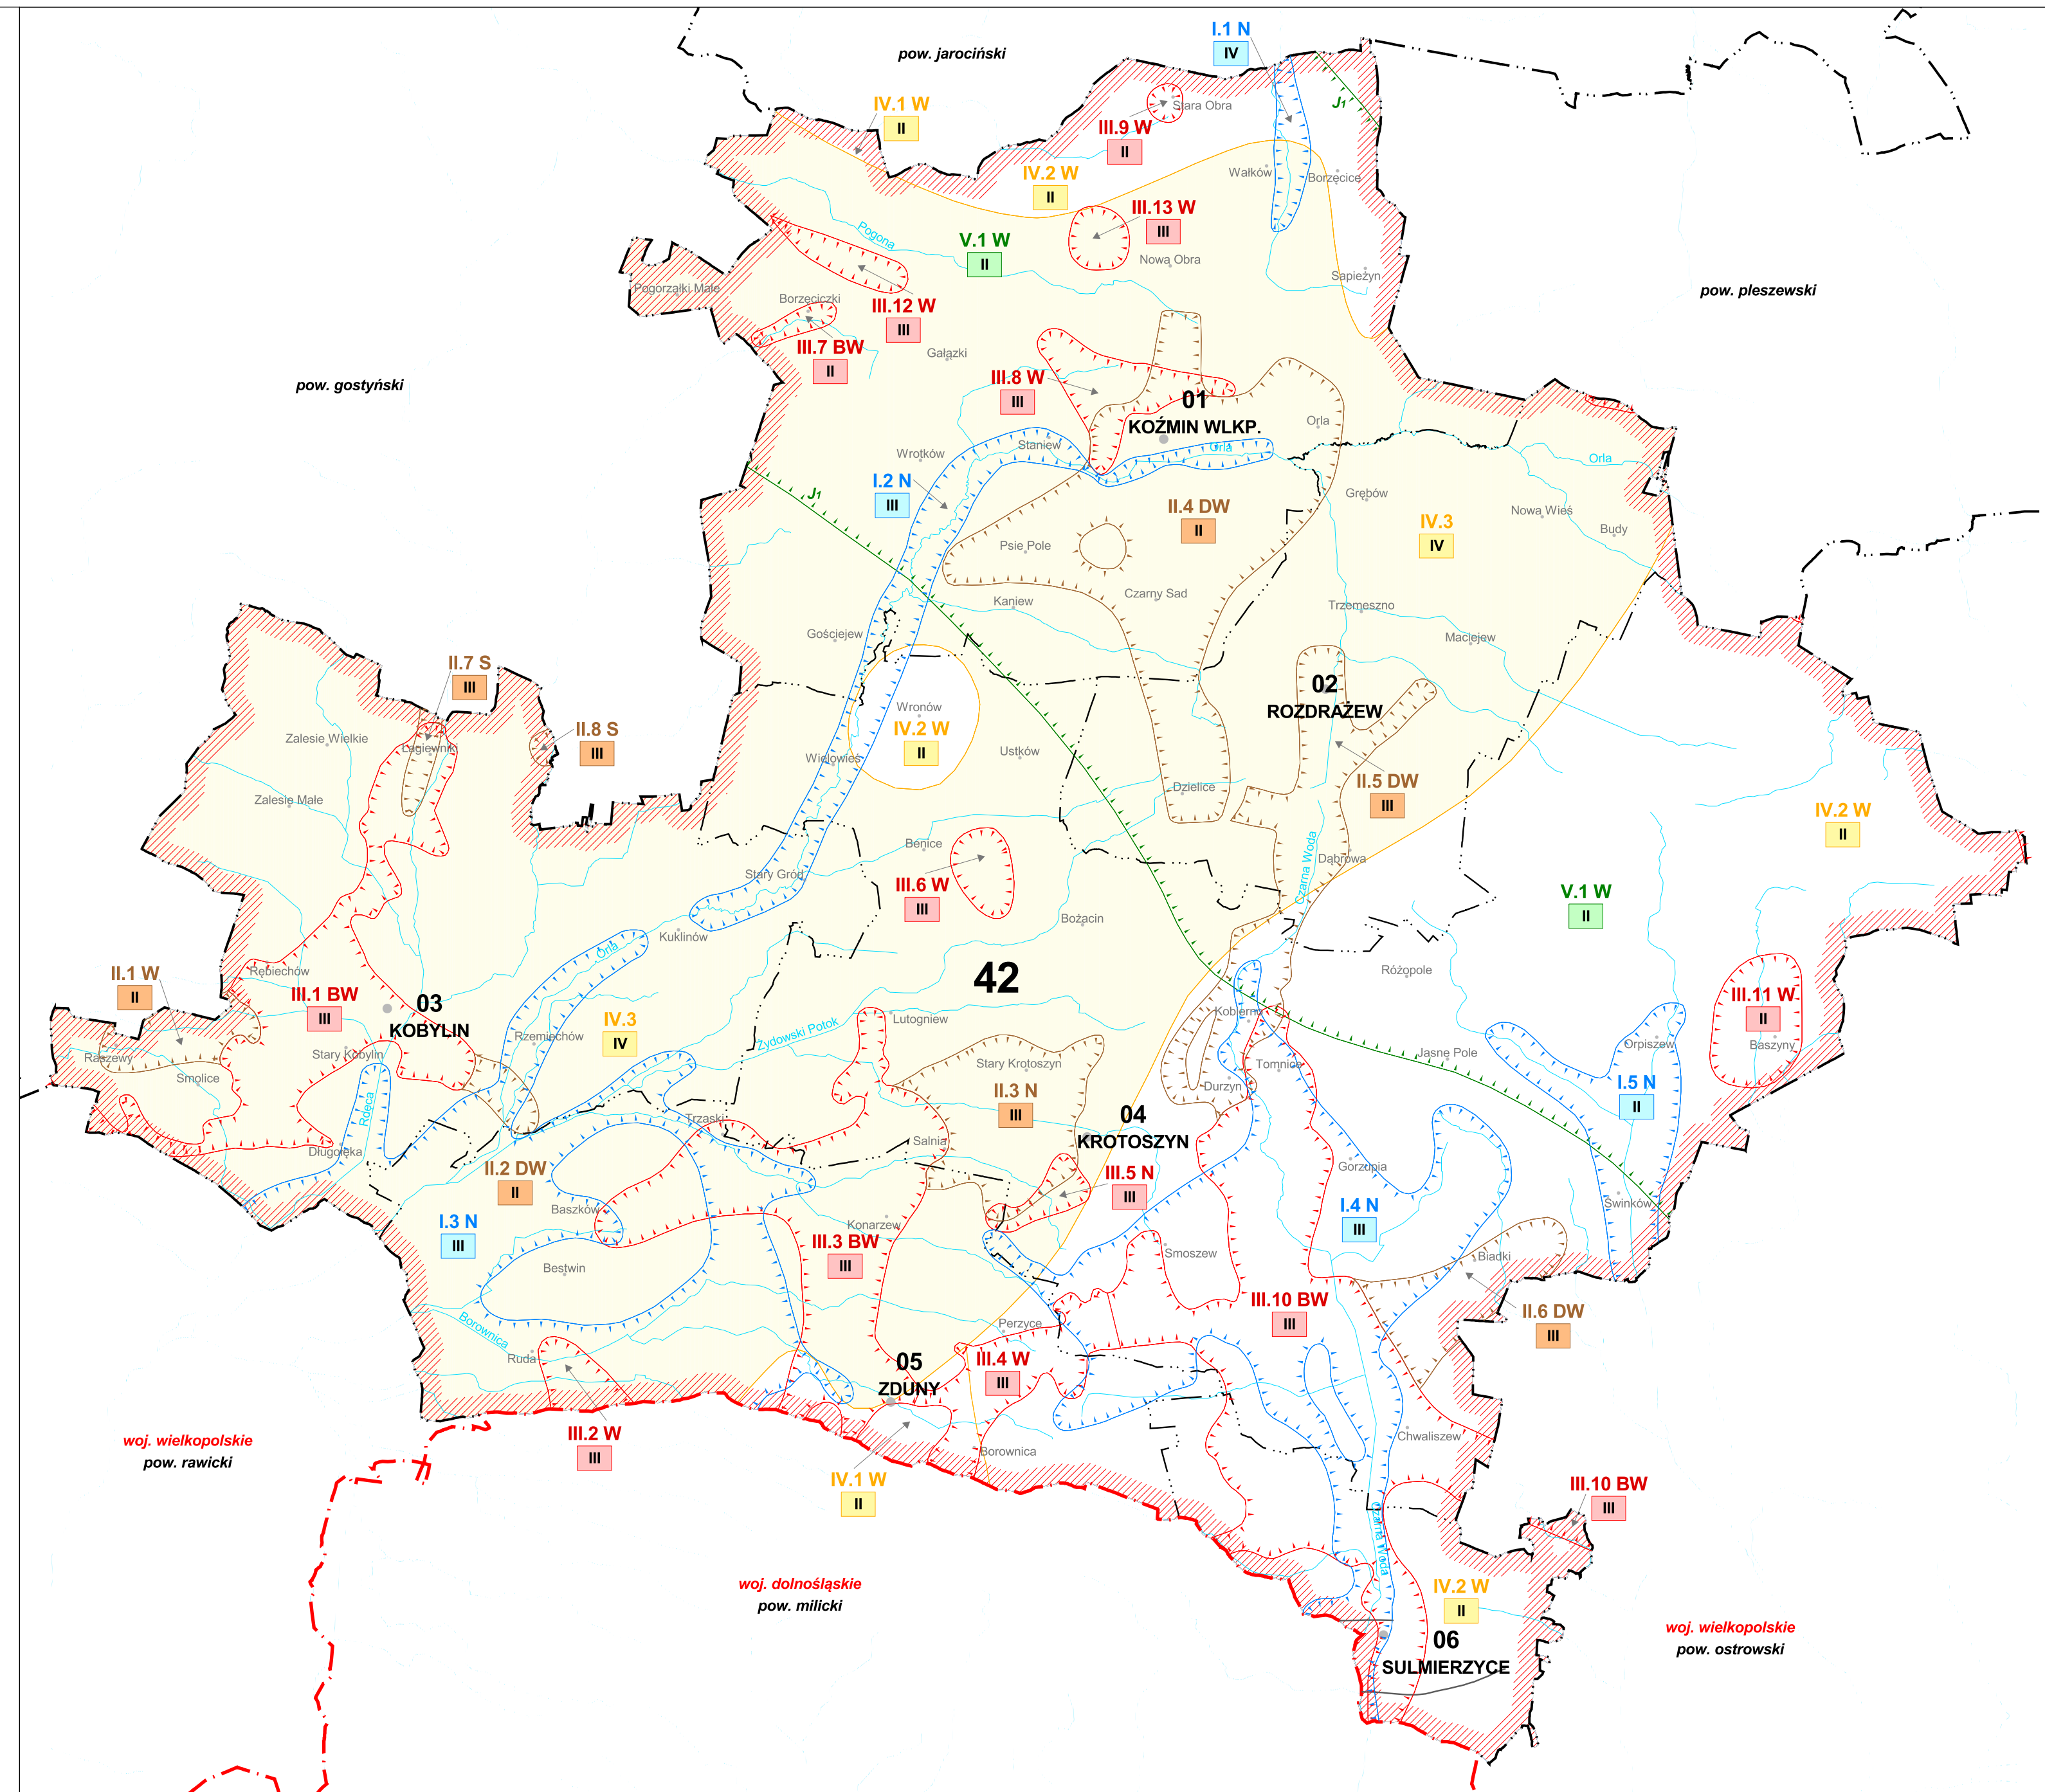 I.1 N
IV
pow. jarociński
IV.1 W
II
Stara Obra
J1
III.9 W
II
IV.2 W
II
Wałków
Borzęcice
III.13 W
III
Pogona
V.1 W
II
Nowa Obra
Sapieżyn
pow. pleszewski
Pogorzałki Małe
Borzęciczki
III.12 W
III
III.7 BW
II
Gałązki
pow. gostyński
III.8 W
III
01
KOŹMIN WLKP.
Orla
Staniew
Orla
Wrotków
Orla
I.2 N
III
J1
Grębów
II.4 DW
II
Nowa Wieś
Budy
IV.3
IV
Psie Pole
Czarny Sad
Kaniew
Trzemeszno
Gościejew
Maciejew
II.7 S
III
02
ROZDRAŻEW
Wronów
IV.2 W
II
II.8 S
III
Zalesie Wielkie
Łagiewniki
Ustków
Wielowieś
Dzielice
II.5 DW
III
Zalesie Małe
IV.2 W
II
Benice
Czarna Woda
Dąbrowa
Stary Gród
III.6 W
III
V.1 W
II
Bożacin
Kuklinów
Orla
42
Różopole
Rębiechów
II.1 W
II
III.1 BW
III
03
KOBYLIN
III.11 W
II
Kobierno
IV.3
IV
Lutogniew
Żydowski Potok
Rzemiechów
Orpiszew
Baszyny
Raszewy
Stary Kobylin
Jasne Pole
Smolice
Stary Krotoszyn
Tomnice
Durzyn
I.5 N
II
II.3 N
III
Rdęca
Trzaski
04
KROTOSZYN
Salnia
Długołęka
Gorzupia
II.2 DW
II
III.5 N
III
Świnków
Baszków
Konarzew
I.4 N
III
I.3 N
III
III.3 BW
III
Smoszew
Biadki
Bestwin
III.10 BW
III
II.6 DW
III
Borownica
Perzyce
Ruda
05
ZDUNY
III.4 W
III
III.2 W
III
Borownica
Chwaliszew
woj. wielkopolskie
pow. rawicki
IV.1 W
II
III.10 BW
III
Czarna Woda
woj. dolnośląskie
pow. milicki
IV.2 W
II
06
SULMIERZYCE
woj. wielkopolskie
pow. ostrowski